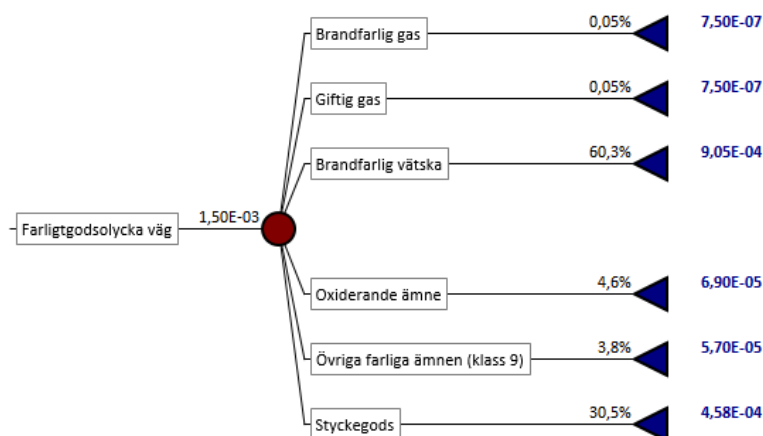 Brandfarlig gas 0,05% 7,50E-07
Giftig gas 0,05% 7,50E-07
Brandfarlig vätska 60,3% 9,05E-04
Farligtgodsolycka väg 1,50E-03
Oxiderande ämne 4,6% 6,90E-05
Övriga farliga ämnen (klass 9) 3,8% 5,70E-05
Styckegods 30,5% 4,58E-04